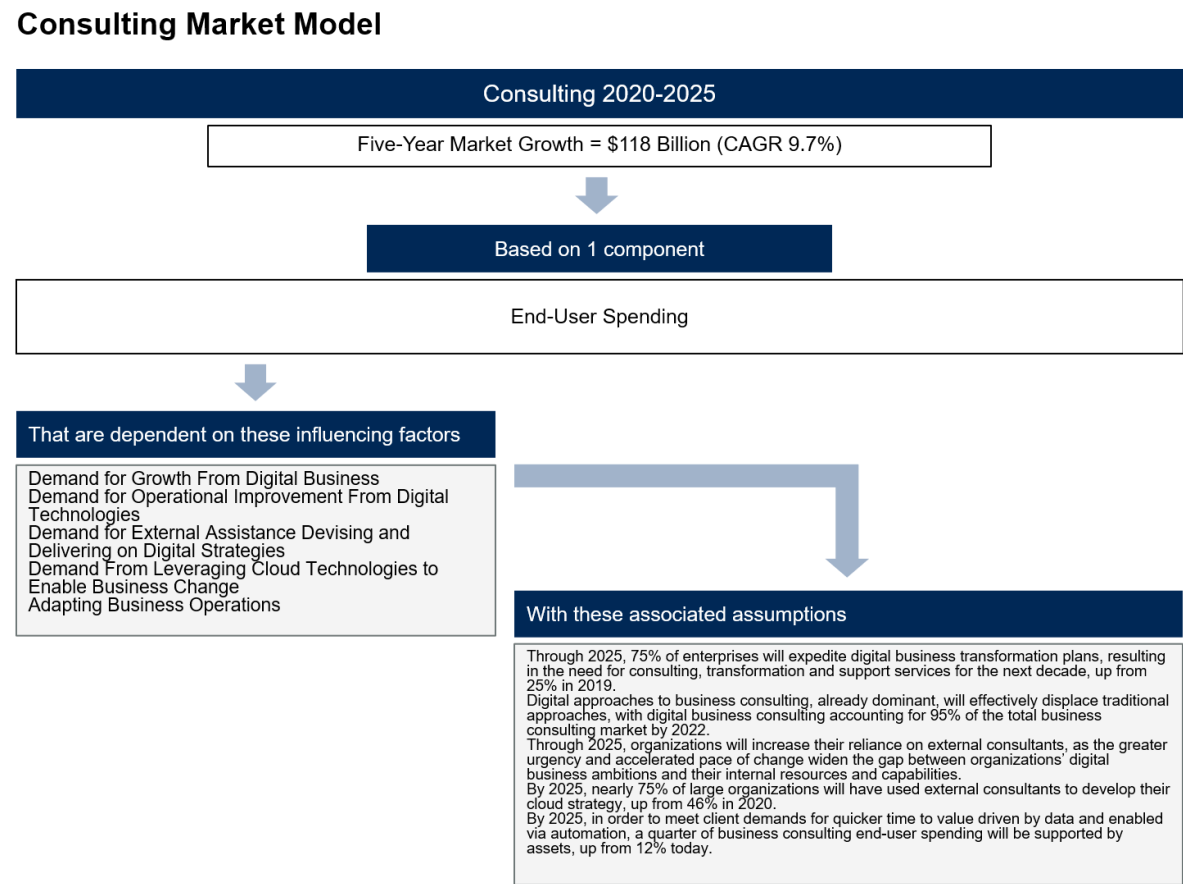 Consulting Market Model
Consulting 2020-2025
Five-Year Market Growth = $118 Billion (CAGR 9.7%)
Based on 1 component
End-User Spending
That are dependent on these influencing factors
Demand for Growth From Digital Business
Demand for Operational Improvement From Digital
Technologies
Demand for External Assistance Devising and
Delivering on Digital Strategies
Demand From Leveraging Cloud Technologies to
Enable Business Change
Adapting Business Operations
With these associated assumptions
Through 2025, 75% of enterprises will expedite digital business transformation plans, resulting
in the need for consulting, transformation and support services for the next decade, up from
25% in 2019.
Digital approaches to business consulting, already dominant, will effectively displace traditional
approaches, with digital business consulting accounting for 95% of the total business
consulting market by 2022.
Through 2025, organizations will increase their reliance on external consultants, as the greater
urgency and accelerated pace of change widen the gap between organizations’ digital
business ambitions and their internal resources and capabilities.
By 2025, nearly 75% of large organizations will have used external consultants to develop their
cloud strategy, up from 46% in 2020.
By 2025, in order to meet client demands for quicker time to value driven by data and enabled
via automation, a quarter of business consulting end-user spending will be supported by
assets, up from 12% today.